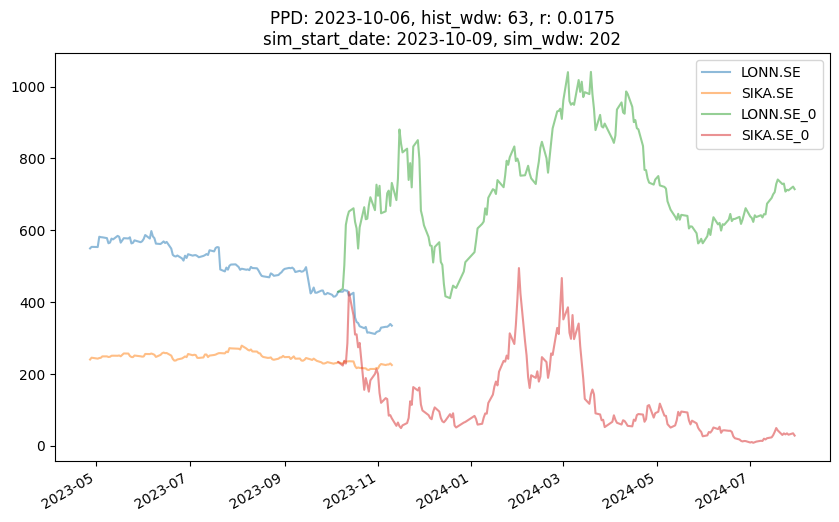 PPD: 2023-10-06, hist_wdw: 63, r: 0.0175
sim_start_date: 2023-10-09, sim_wdw: 202
LONN.SE
SIKA.SE
LONN.SE_0
SIKA.SE_0
1000
800
600
400
200
0
2023-05
2023-07
2023-09
2023-11
2024-01
2024-03
2024-05
2024-07